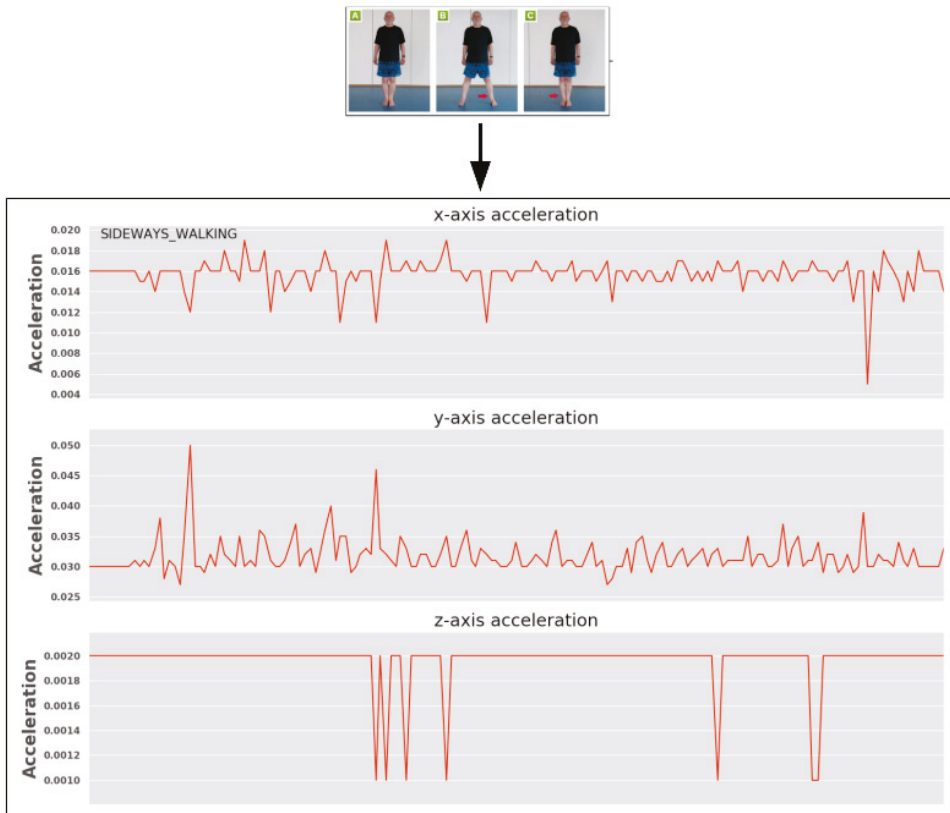 A B C
x-axis acceleration
SIDEWAYS_WALKING
Acceleration
0.020
0.018
0.016
0.014
0.012
0.010
0.008
0.006
0.004
y-axis acceleration
Acceleration
0.050
0.045
0.040
0.035
0.030
0.025
z-axis acceleration
Acceleration
0.0020
0.0018
0.0016
0.0014
0.0012
0.0010